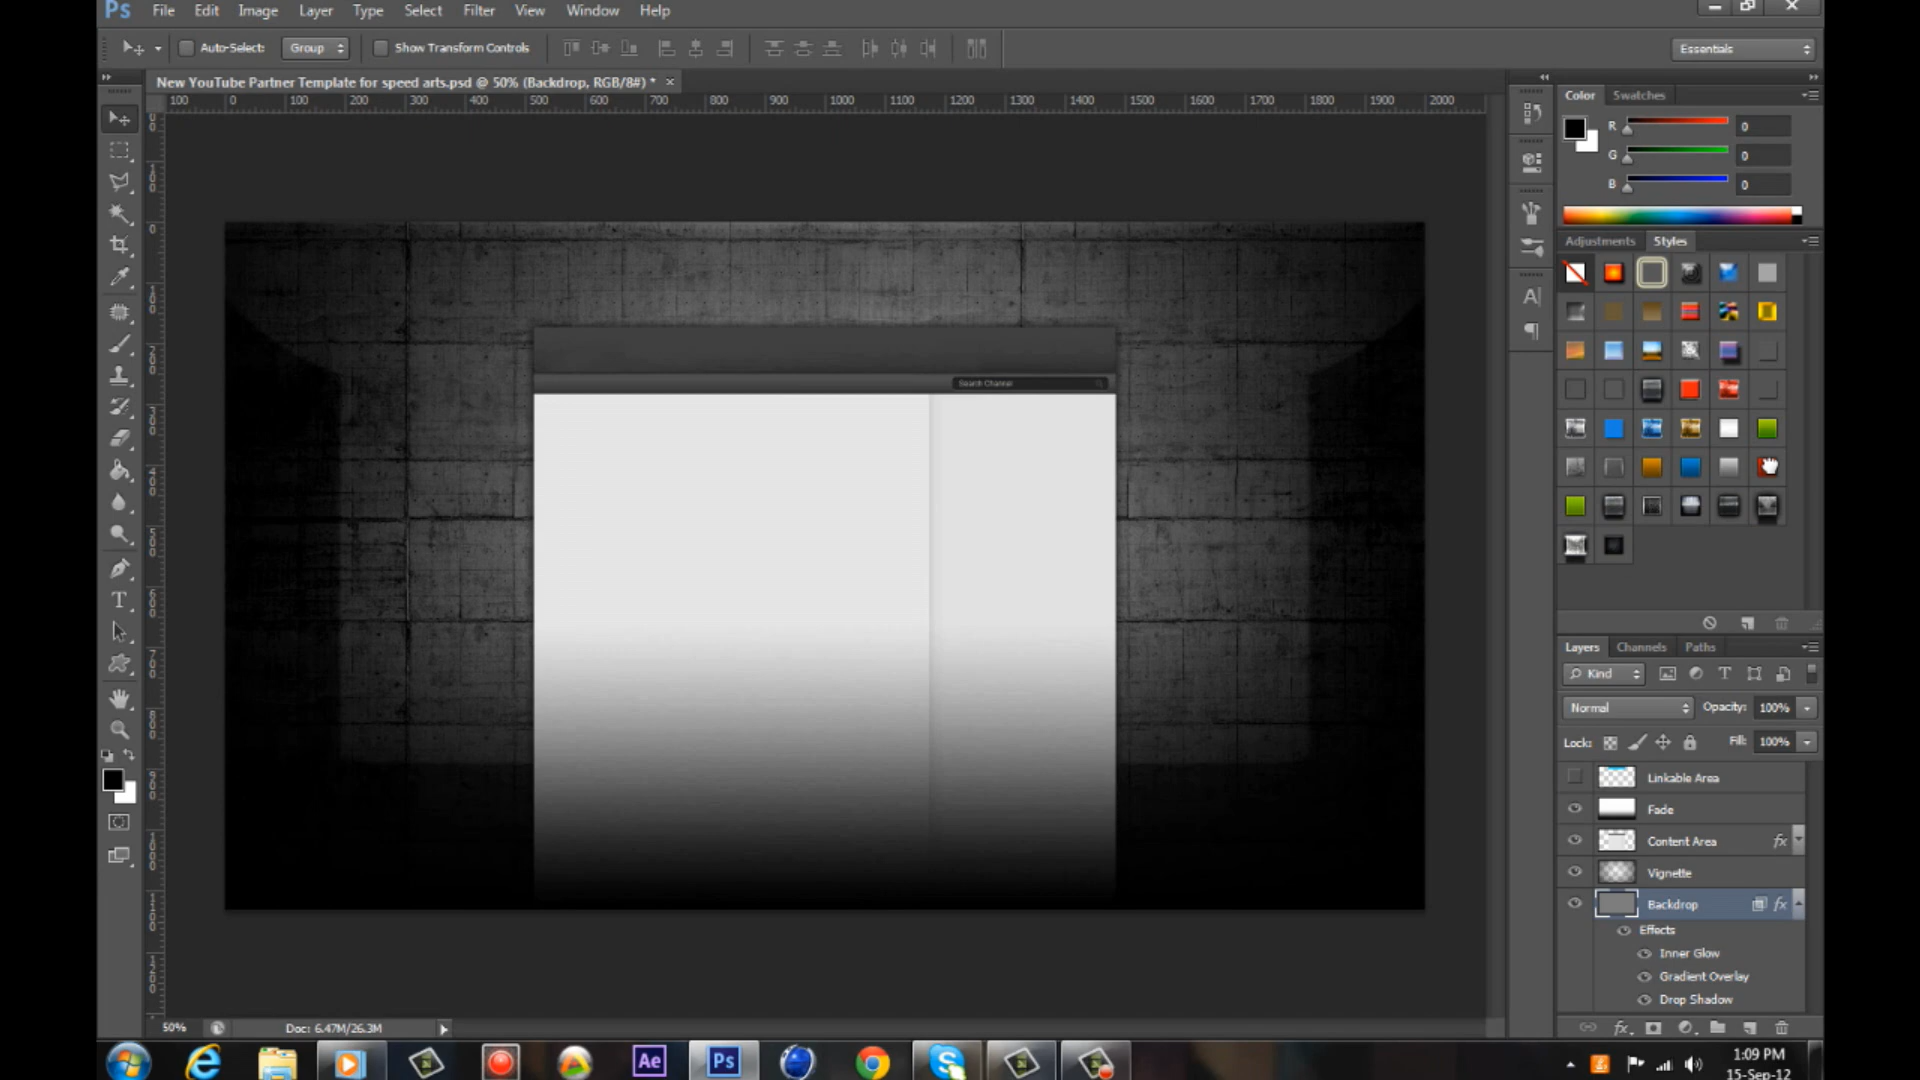 Ps File Edit Image Layer Type Select Filter View Window Help
Auto-Select: Group Show Transform Controls Essentials
New YouTube Partner Template for speed arts.psd @ 50% (Backdrop, RGB/8#) * ×
100 0 100 200 300 400 500 600 700 800 900 1000 1100 1200 1300 1400 1500 1600 1700 1800 1900 2000
Color Swatches
R 0
G 0
B 0
Adjustments Styles
Search Channel
Layers Channels Paths
Kind
Normal Opacity: 100%
Lock: Fill: 100%
Linkable Area
Fade
Content Area fx
Vignette
Backdrop fx
Effects
Inner Glow
Gradient Overlay
Drop Shadow
50% Doc: 6.47M/26.3M
fx
Ae Ps
1:09 PM
15-Sep-12